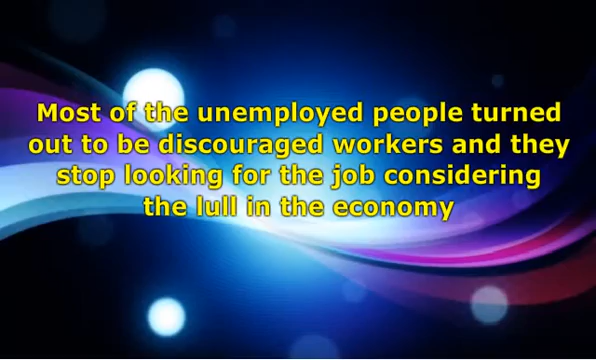 Most of the unemployed people turned
out to be discouraged workers and they
stop looking for the job considering
the lull in the economy